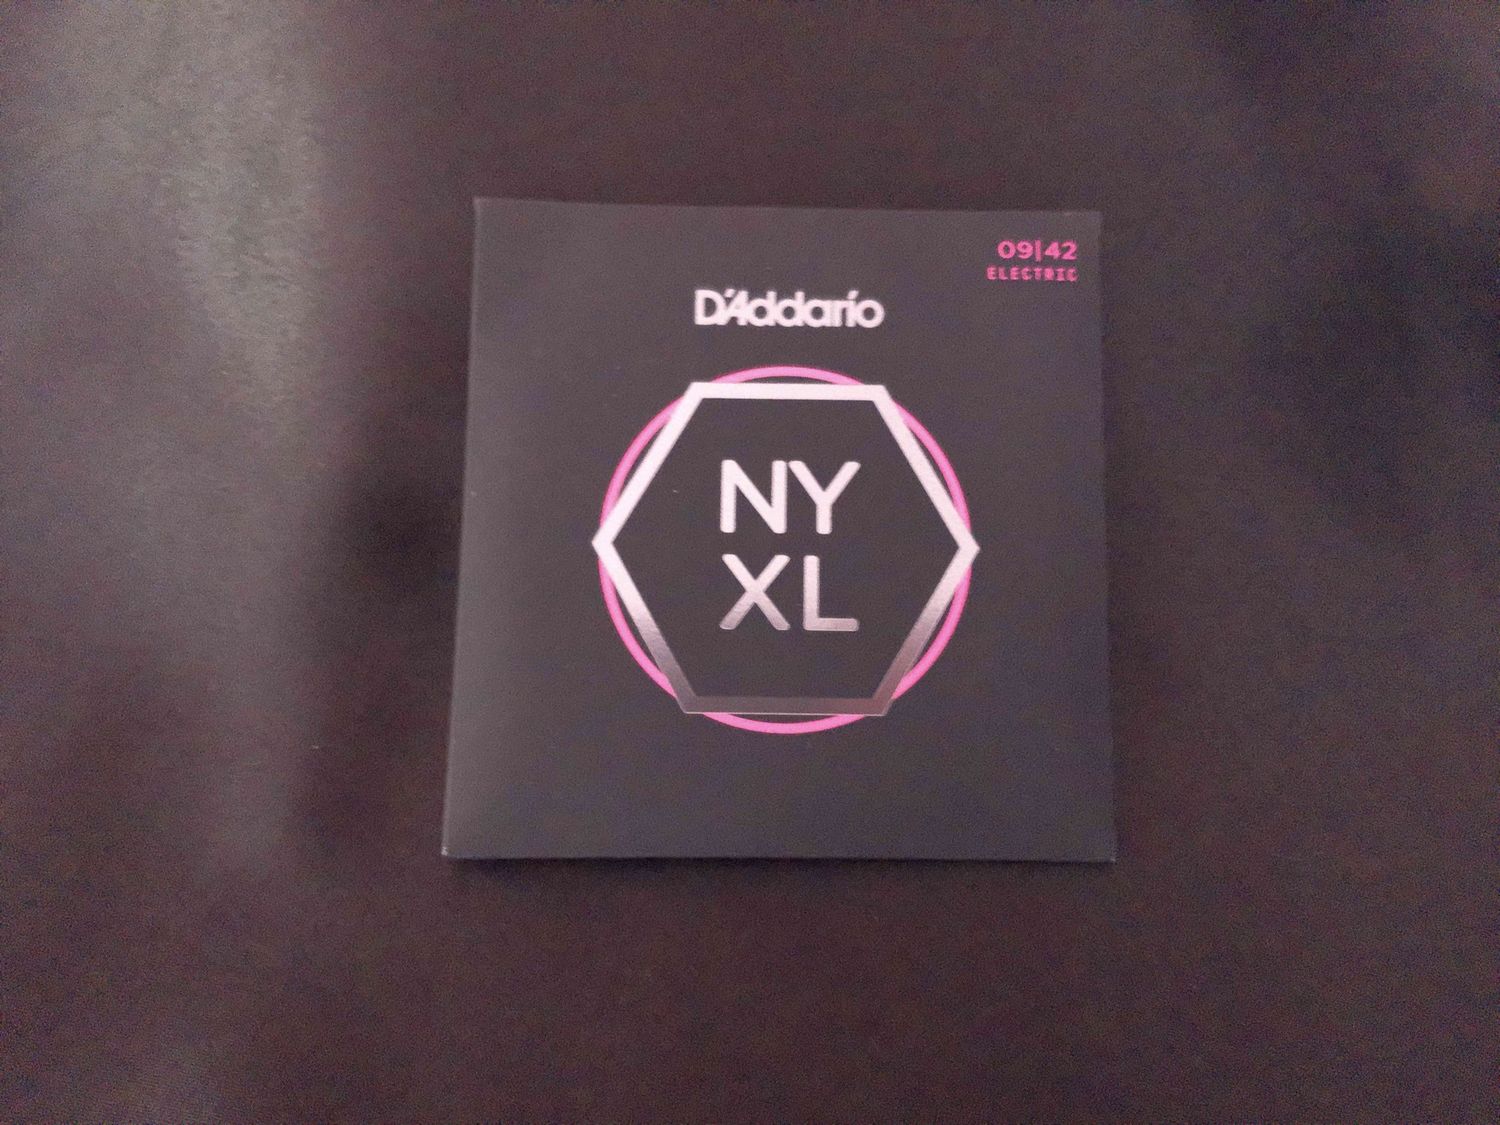 09|42
ELECTRIC
D'Addario
NY
XL